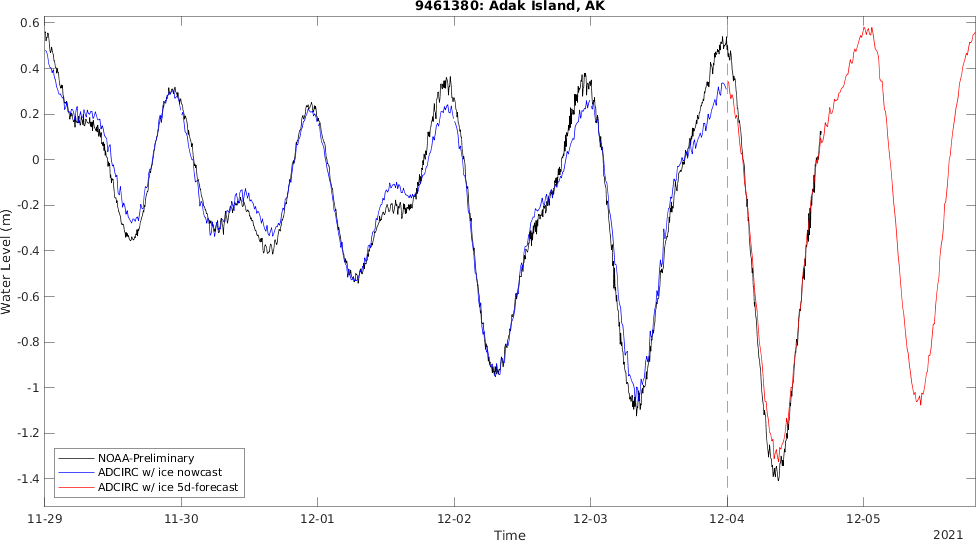 9461380: Adak Island, AK
0.6
0.4
0.2
0
-0.2
-0.4
-0.6
-0.8
-1
-1.2
-1.4
Water Level (m)
NOAA-Preliminary
ADCIRC w/ ice nowcast
ADCIRC w/ ice 5d-forecast
11-29 11-30 12-01 12-02 12-03 12-04 12-05
Time
2021